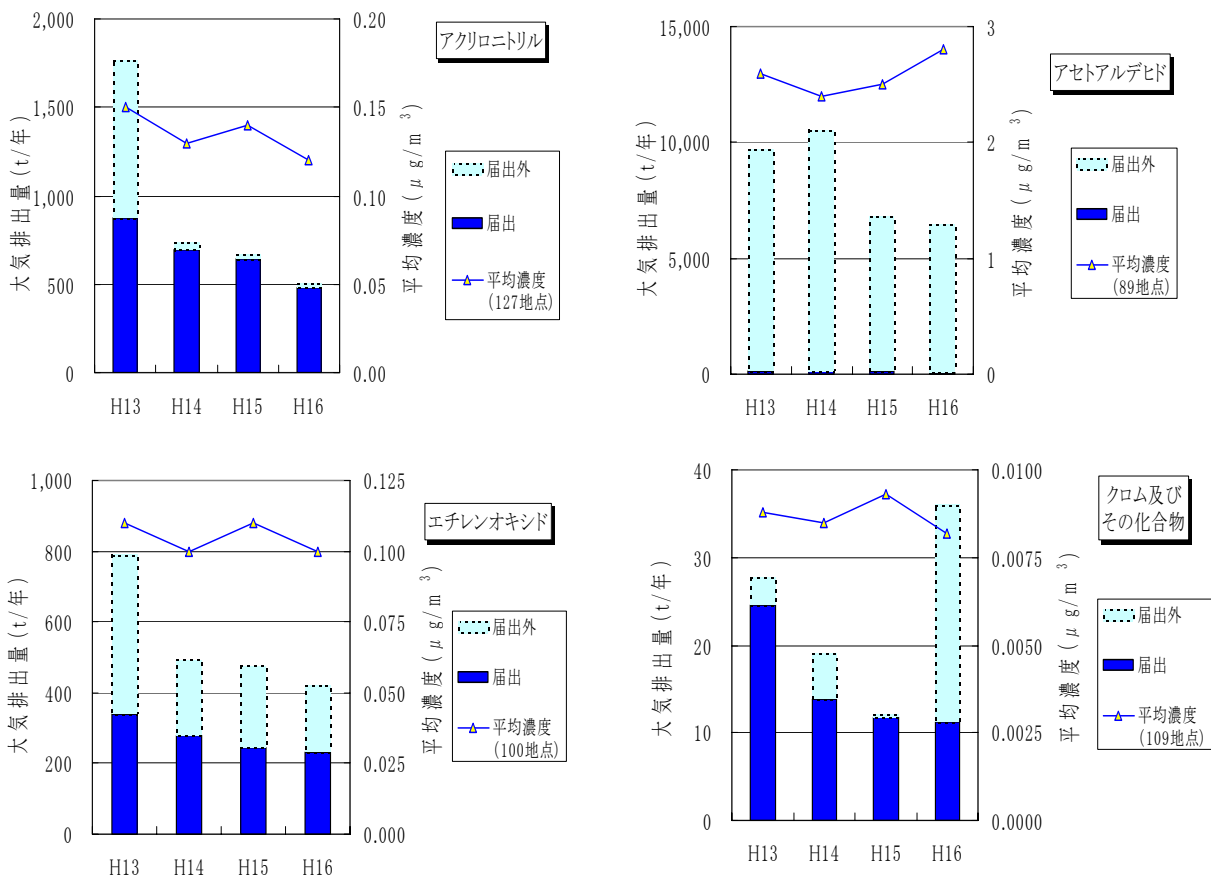 アクリロニトリル
大気排出量(t/年)
2,000
1,500
1,000
500
0
0.20
0.15
0.10
0.05
0.00
平均濃度(μg/m³)
届出外
届出
平均濃度
(127地点)
H13 H14 H15 H16
アセトアルデヒド
大気排出量(t/年)
15,000
10,000
5,000
0
3
2
1
0
平均濃度(μg/m³)
届出外
届出
平均濃度
(89地点)
H13 H14 H15 H16
エチレンオキシド
大気排出量(t/年)
1,000
800
600
400
200
0
0.125
0.100
0.075
0.050
0.025
0.000
平均濃度(μg/m³)
届出外
届出
平均濃度
(100地点)
H13 H14 H15 H16
クロム及び
その化合物
大気排出量(t/年)
40
30
20
10
0
0.0100
0.0075
0.0050
0.0025
0.0000
平均濃度(μg/m³)
届出外
届出
平均濃度
(109地点)
H13 H14 H15 H16